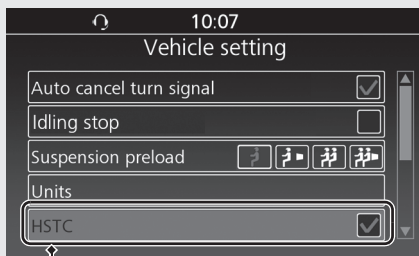 10:07
Vehicle setting
Auto cancel turn signal
Idling stop
Suspension preload
Units
HSTC